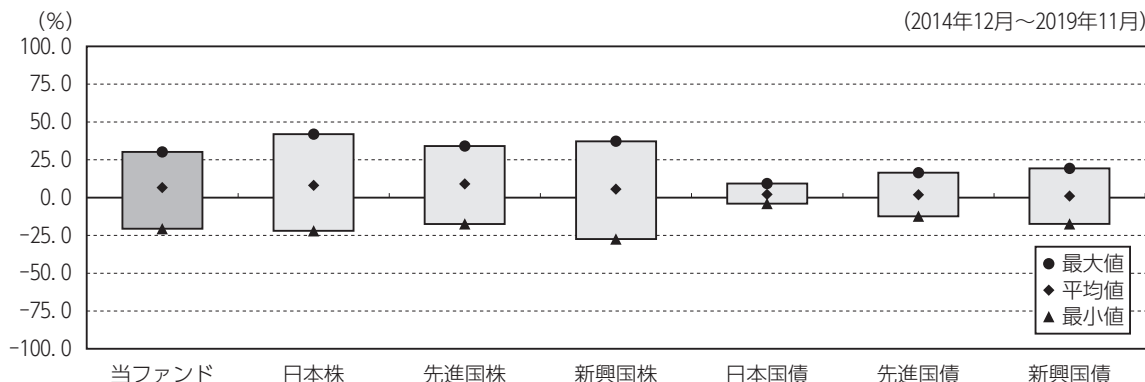 (%)
(2014年12月～2019年11月)
100.0
75.0
50.0
25.0
0.0
-25.0
-50.0
-75.0
-100.0
● 最大値
◆ 平均値
▲ 最小値
当ファンド 日本株 先進国株 新興国株 日本国債 先進国債 新興国債